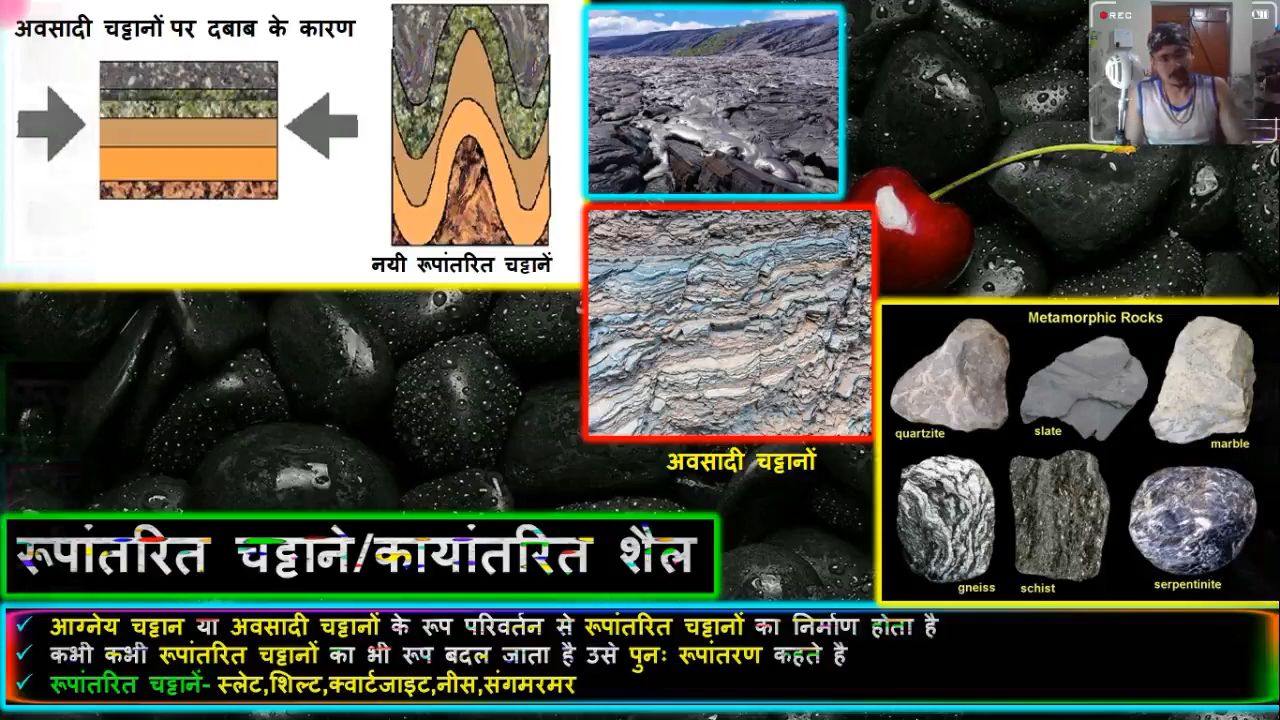 अवसादी चट्टानों पर दबाब के कारण
नयी रूपांतरित चट्टानें
REC
अवसादी चट्टानों
Metamorphic Rocks
quartzite
slate
marble
gneiss
schist
serpentinite
रूपांतरित चट्टाने/कायांतरित शैल
आग्नेय चट्टान या अवसादी चट्टानों के रूप परिवर्तन से रूपांतरित चट्टानों का निर्माण होता है
कभी कभी रूपांतरित चट्टानों का भी रूप बदल जाता है उसे पुनः रूपांतरण कहते है
रूपांतरित चट्टानें- स्लेट,शिल्ट,क्वार्टजाइट,नीस,संगमरमर